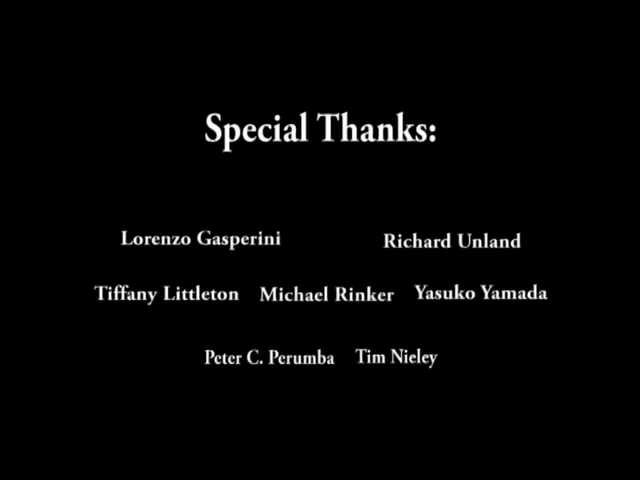 Special Thanks:
Lorenzo Gasperini Richard Unland
Tiffany Littleton Michael Rinker Yasuko Yamada
Peter C. Perumba Tim Nieley